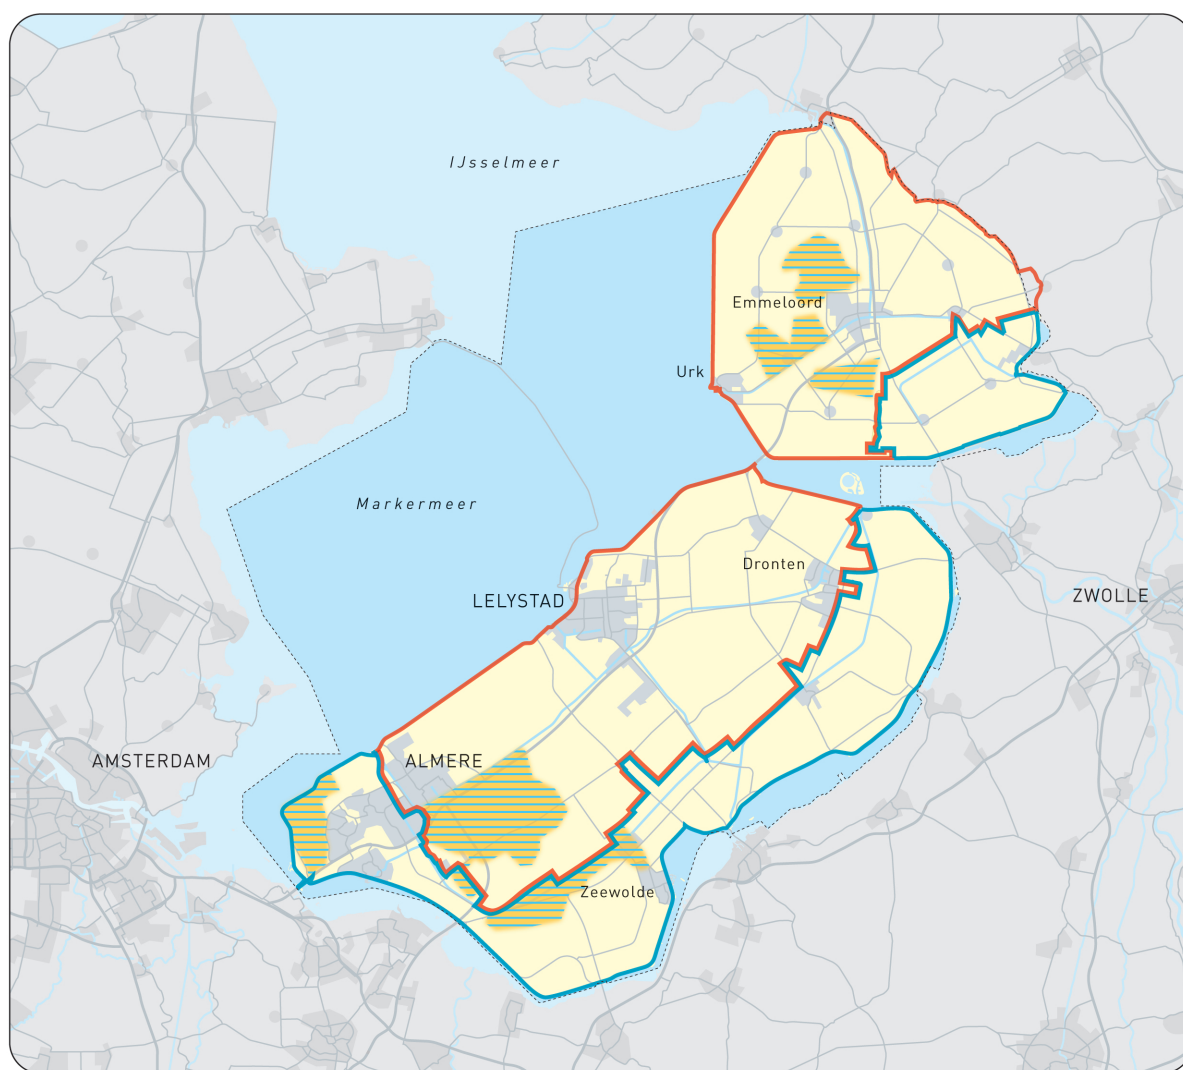 IJsselmeer
Emmeloord
Urk
Markermeer
Dronten
LELYSTAD
ZWOLLE
AMSTERDAM
ALMERE
Zeewolde